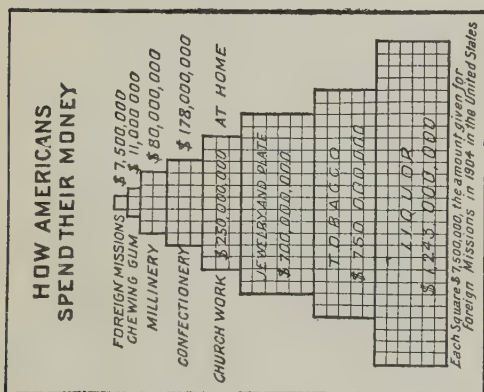 HOW AMERICANS
SPEND THEIR MONEY
FOREIGN MISSIONS $ 7,500,000
CHEWING GUM $ 11,000 000
MILLINERY $ 80,000,000
CONFECTIONERY $ 178,000,000
CHURCH WORK $ 250,000,000 AT HOME
JEWELRY AND PLATE
$ 700,000,000
TOBACCO
$ 750 000,000
LIQUOR
$ 1,243 000,000
Each Square $ 7,500,000, the amount given for
Foreign Missions in 1904 in the United States